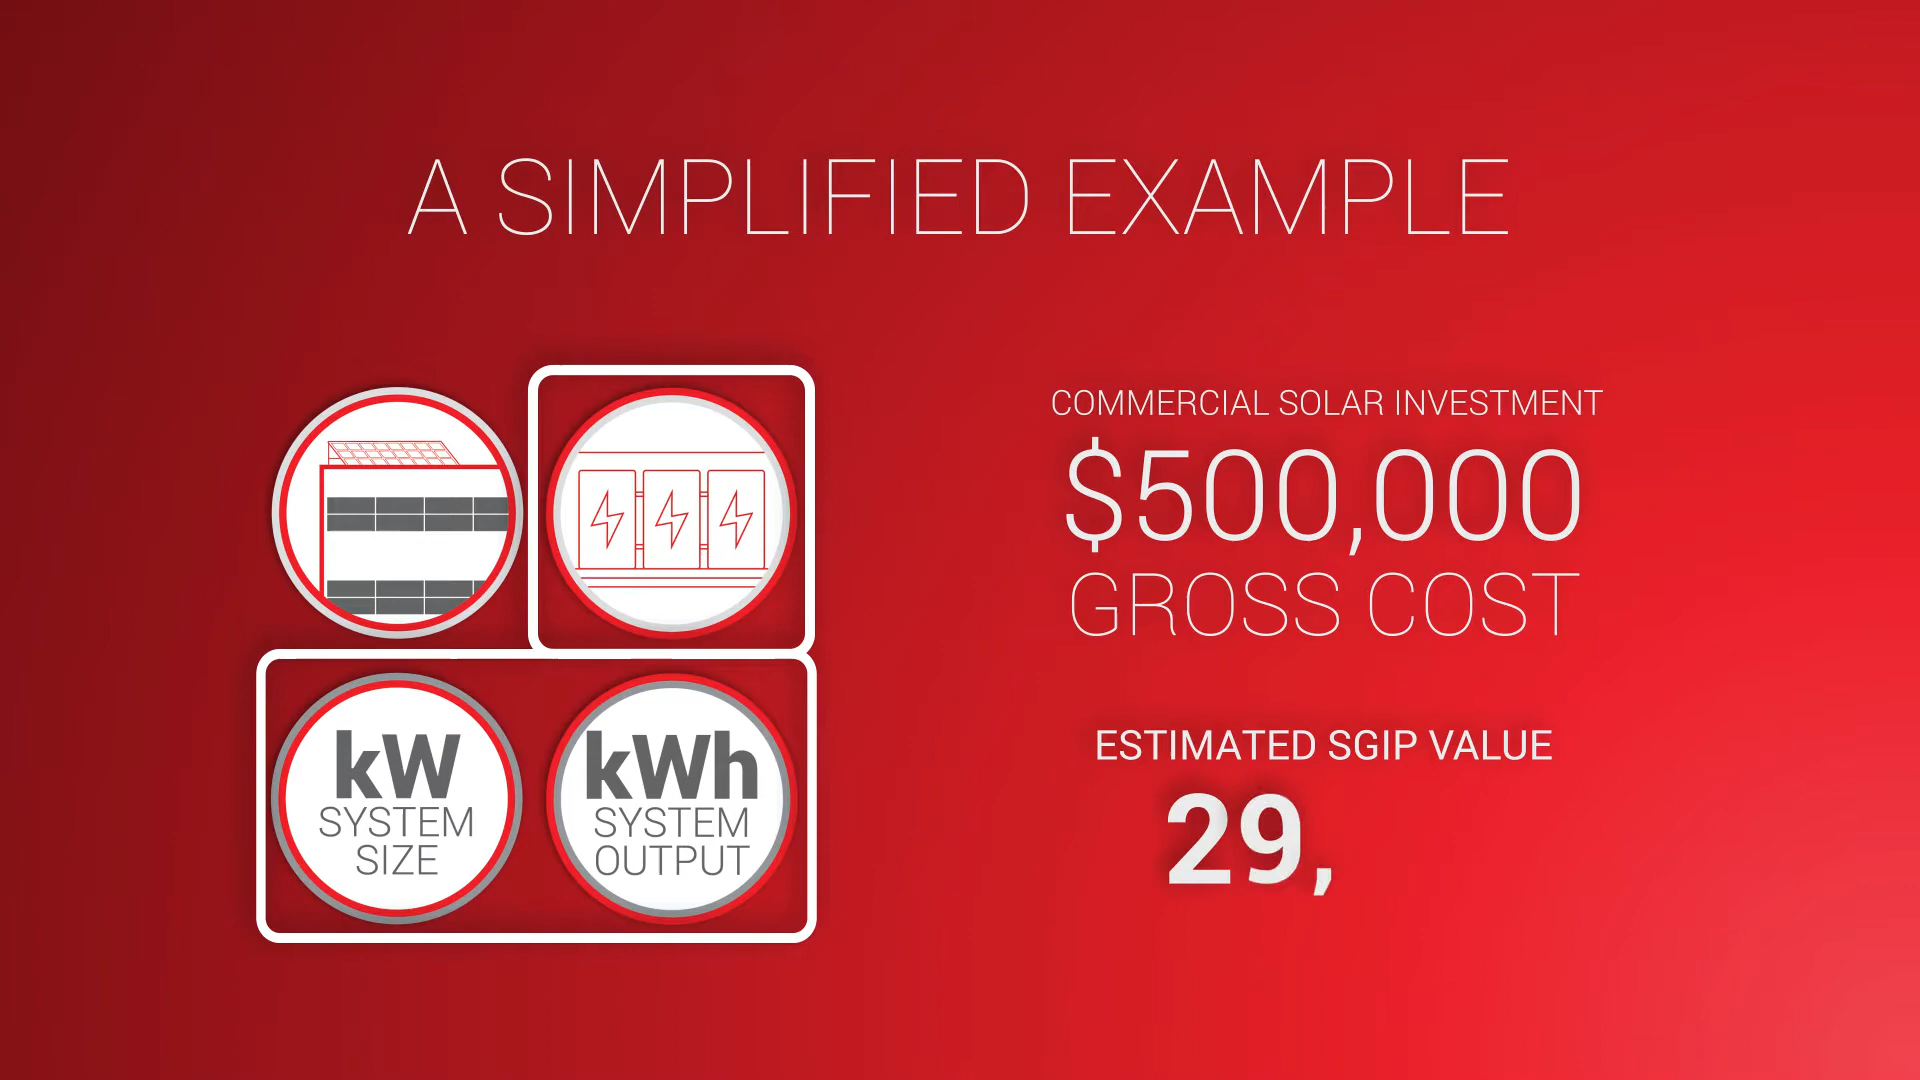 A SIMPLIFIED EXAMPLE
COMMERCIAL SOLAR INVESTMENT
$500,000
GROSS COST
kW
SYSTEM
SIZE
kWh
SYSTEM
OUTPUT
ESTIMATED SGIP VALUE
29,